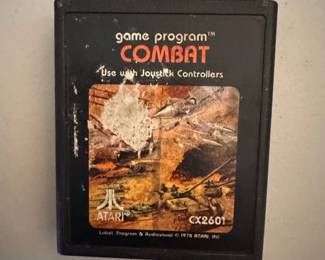 game program™
COMBAT
Use with Joystick Controllers
ATARI® CX2601
Label, Program & Audiovisual © 1978 ATARI, INC.